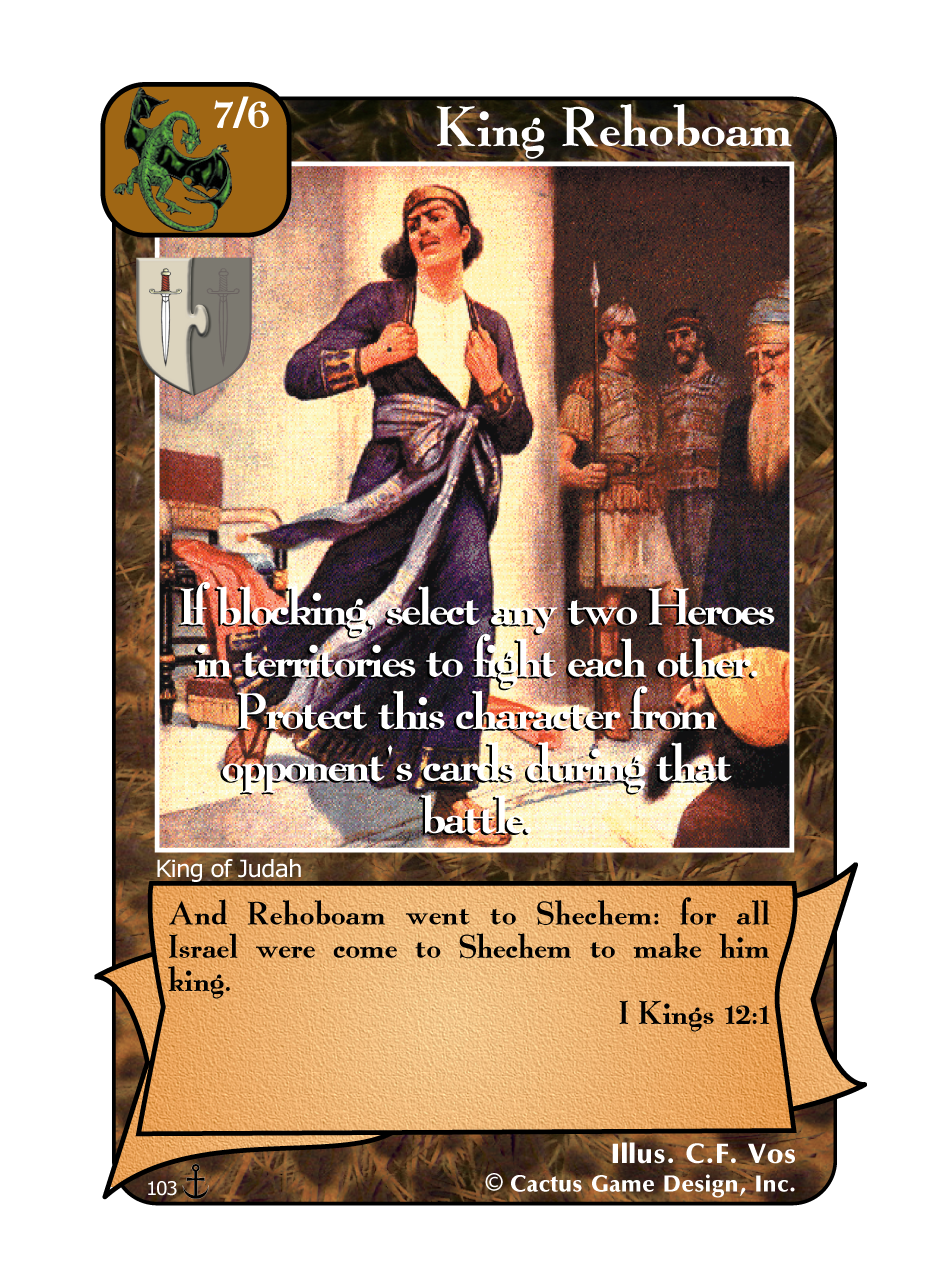 7/6
King Rehoboam
If blocking, select any two Heroes
in territories to fight each other.
Protect this character from
opponent's cards during that
battle.
King of Judah
And Rehoboam went to Shechem: for all
Israel were come to Shechem to make him
king.
I Kings 12:1
Illus. C.F. Vos
103
© Cactus Game Design, Inc.